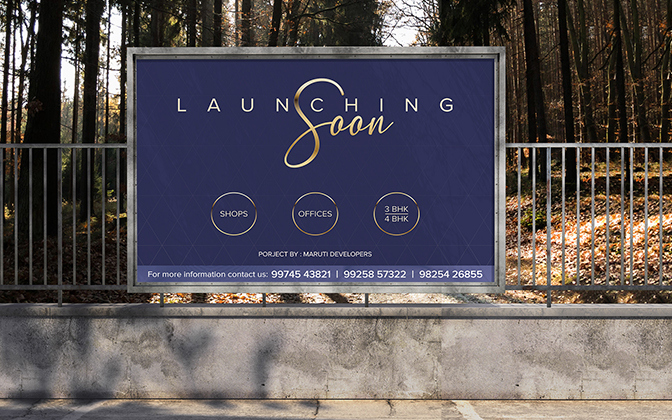 LAUNCHING
Soon
SHOPS
OFFICES
3 BHK
4 BHK
PORJECT BY : MARUTI DEVELOPERS
For more information contact us: 99745 43821 | 99258 57322 | 98254 26855